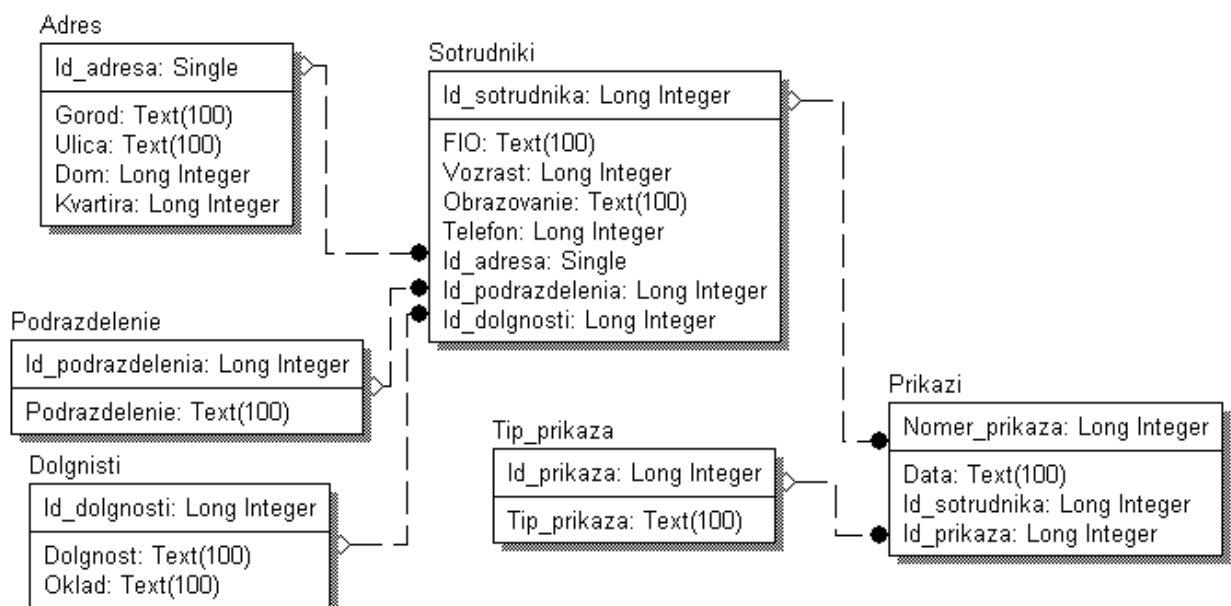 Adres
Id_adresa: Single
Gorod: Text(100)
Ulica: Text(100)
Dom: Long Integer
Kvartira: Long Integer
Sotrudniki
Id_sotrudnika: Long Integer
FIO: Text(100)
Vozrast: Long Integer
Obrazovanie: Text(100)
Telefon: Long Integer
Id_adresa: Single
Id_podrazdelenia: Long Integer
Id_dolgnosti: Long Integer
Podrazdelenie
Id_podrazdelenia: Long Integer
Podrazdelenie: Text(100)
Dolgnisti
Id_dolgnosti: Long Integer
Dolgnost: Text(100)
Oklad: Text(100)
Tip_prikaza
Id_prikaza: Long Integer
Tip_prikaza: Text(100)
Prikazi
Nomer_prikaza: Long Integer
Data: Text(100)
Id_sotrudnika: Long Integer
Id_prikaza: Long Integer